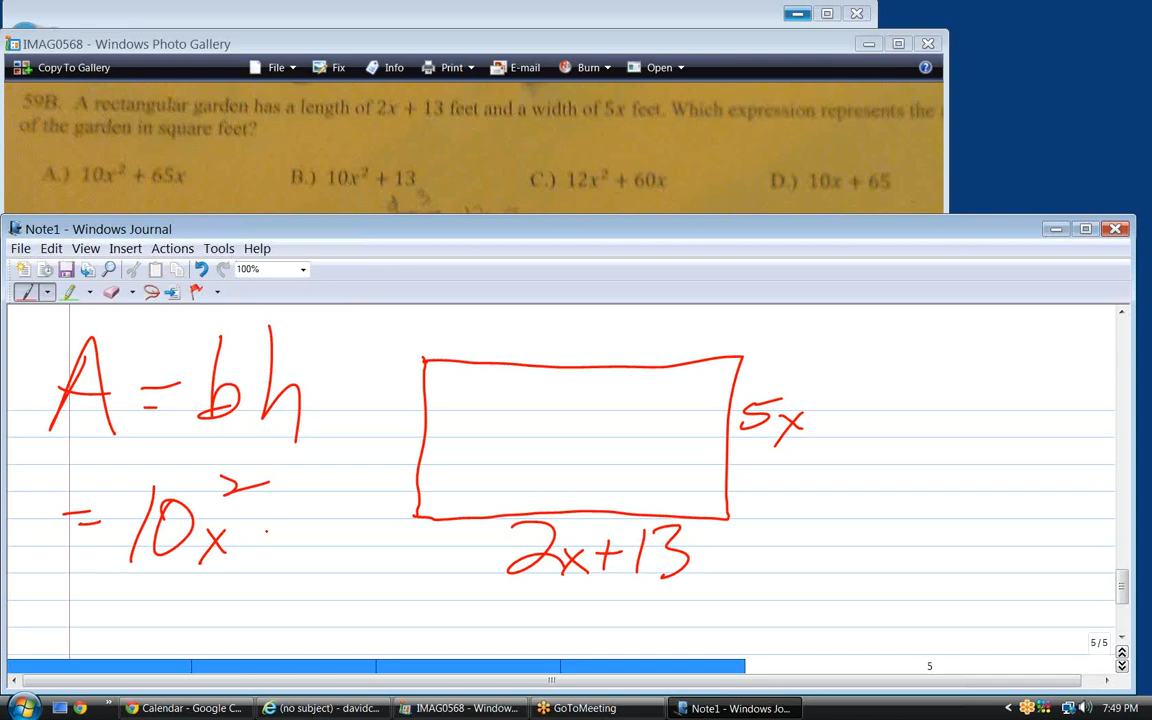 IMAG0568 - Windows Photo Gallery
Copy To Gallery File Fix Info Print E-mail Burn Open
59B. A rectangular garden has a length of 2x + 13 feet and a width of 5x feet. Which expression represents the
of the garden in square feet?
A.) 10x² + 65x B.) 10x² + 13 C.) 12x² + 60x D.) 10x + 65
Note1 - Windows Journal
File Edit View Insert Actions Tools Help
100%
A = bh
5x
= 10x²
2x+13
5/5
5
Calendar - Google C... (no subject) - davidc... IMAG0568 - Window... GoToMeeting Note1 - Windows Jo... 7:49 PM